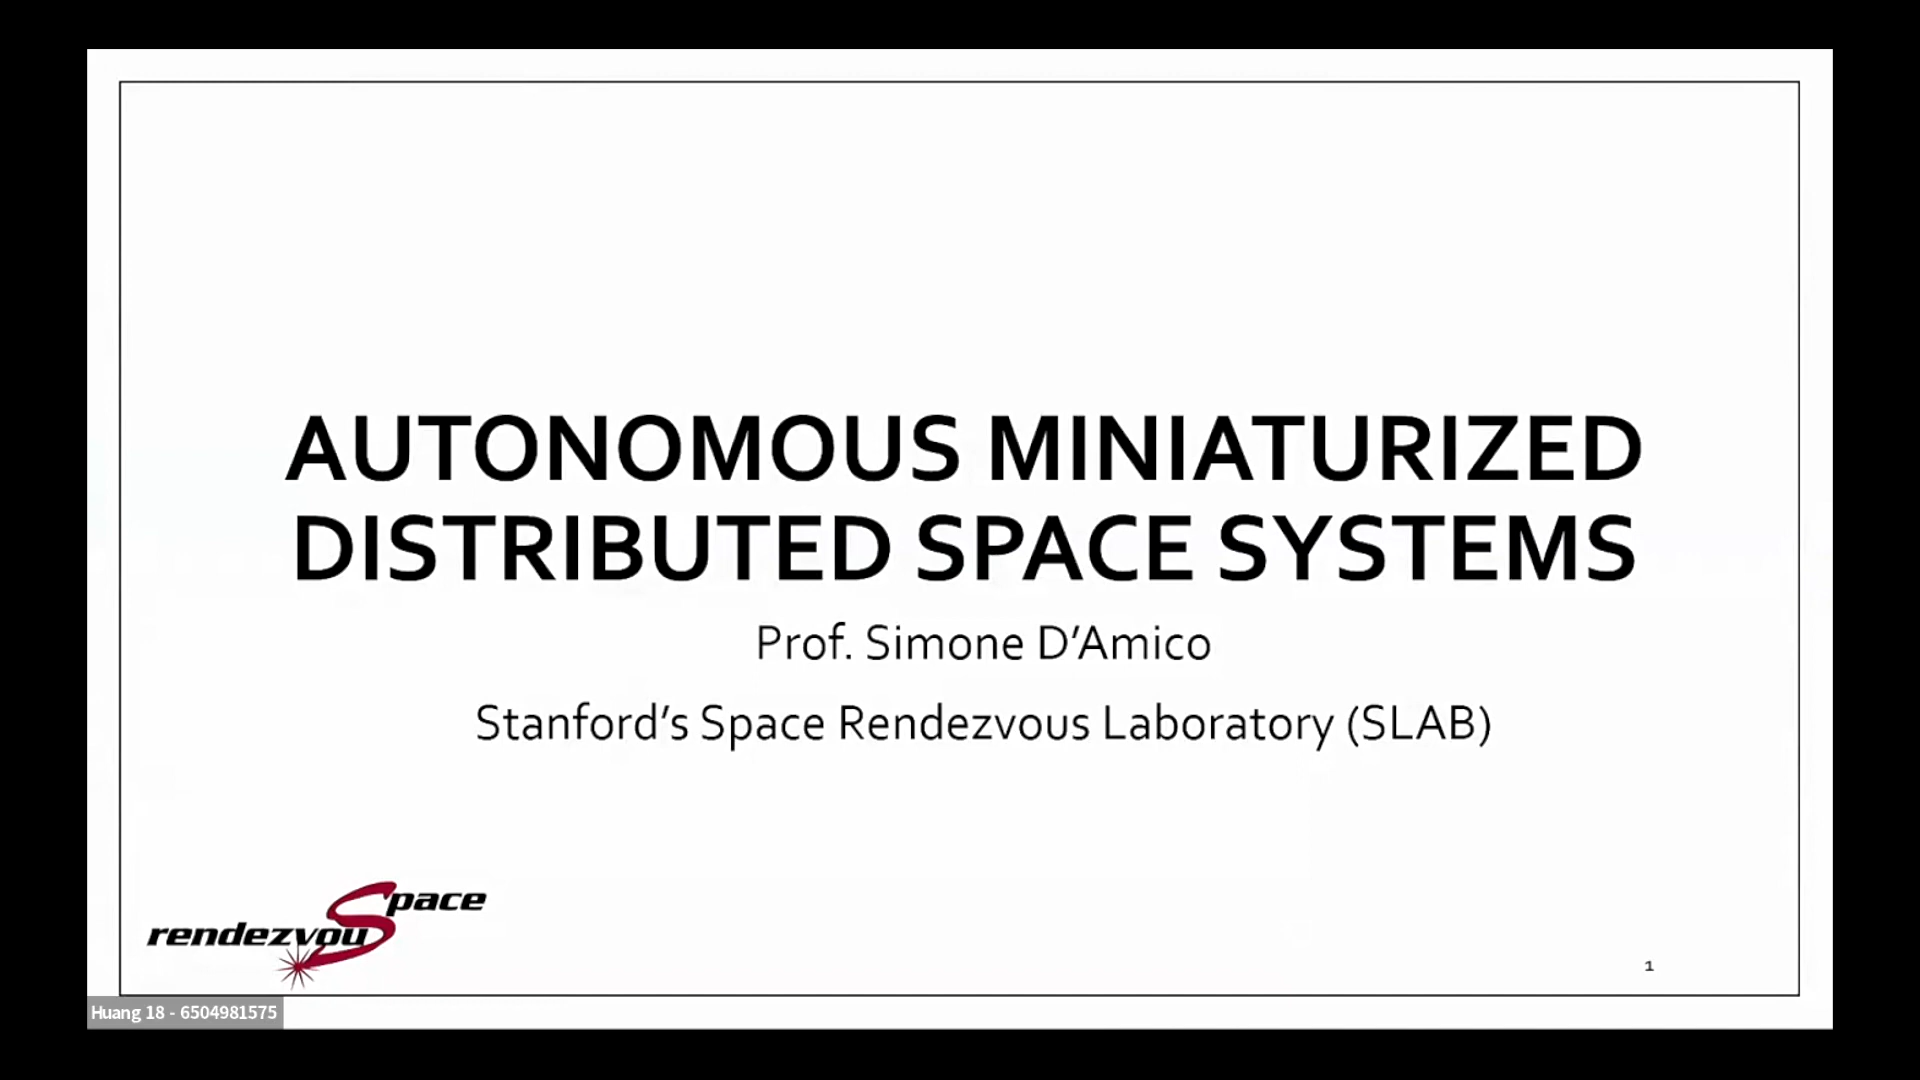 AUTONOMOUS MINIATURIZED
DISTRIBUTED SPACE SYSTEMS
Prof. Simone D’Amico
Stanford’s Space Rendezvous Laboratory (SLAB)
Space
rendezvouS
1
Huang 18 - 6504981575